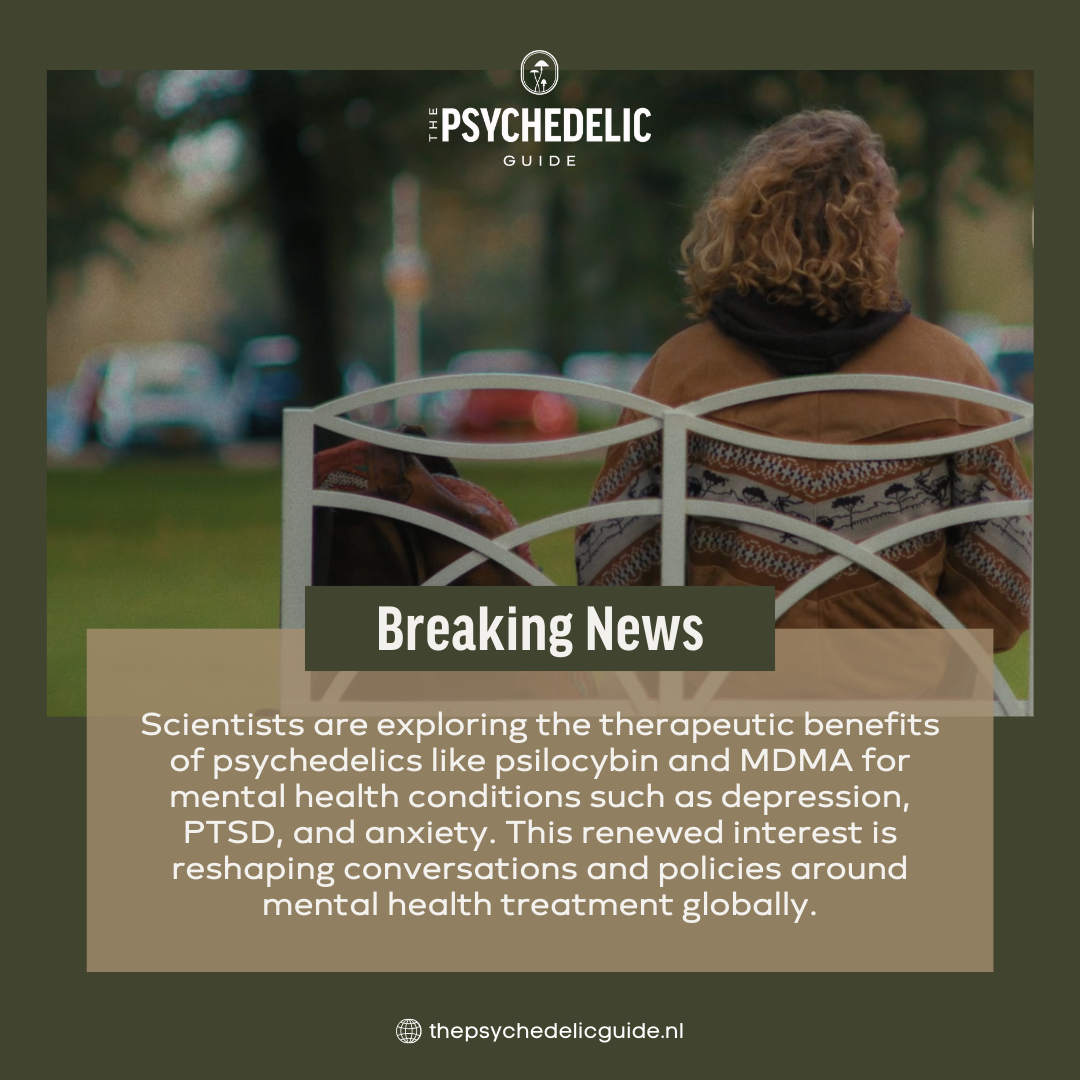 THE PSYCHEDELIC
GUIDE
Breaking News
Scientists are exploring the therapeutic benefits
of psychedelics like psilocybin and MDMA for
mental health conditions such as depression,
PTSD, and anxiety. This renewed interest is
reshaping conversations and policies around
mental health treatment globally.
thepsychedelicguide.nl